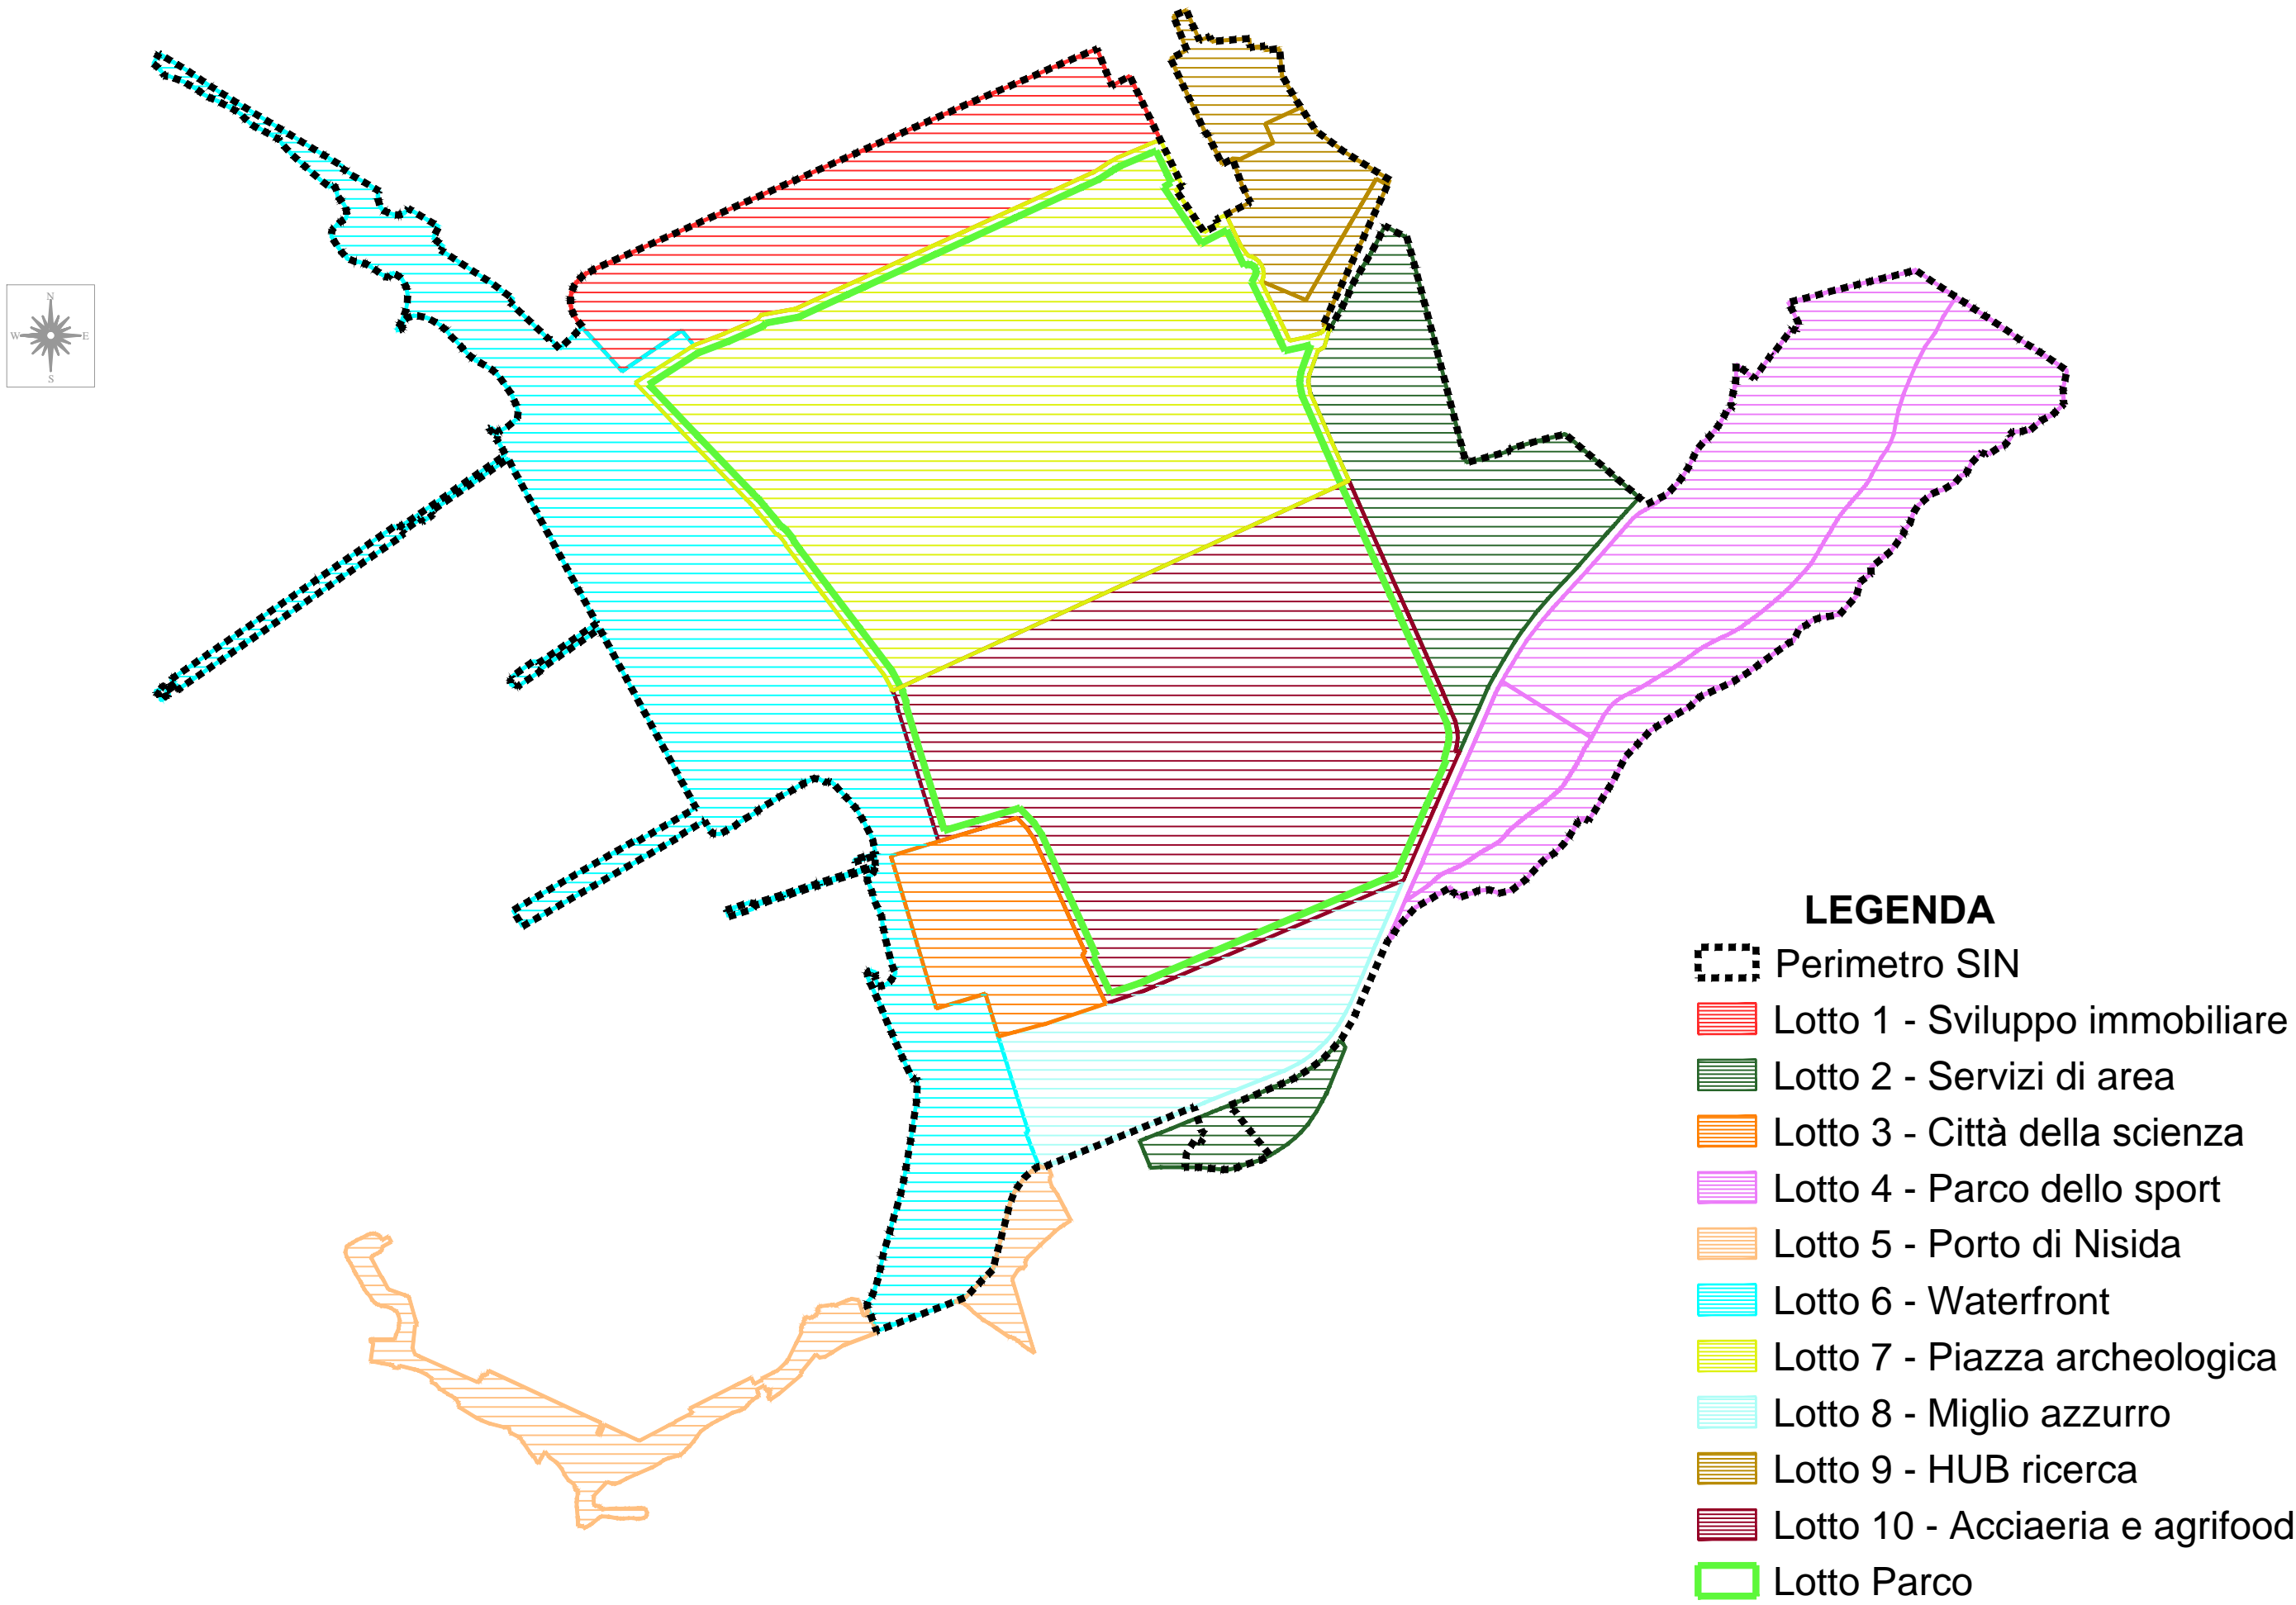 N
W E
S
LEGENDA
Perimetro SIN
Lotto 1 - Sviluppo immobiliare
Lotto 2 - Servizi di area
Lotto 3 - Città della scienza
Lotto 4 - Parco dello sport
Lotto 5 - Porto di Nisida
Lotto 6 - Waterfront
Lotto 7 - Piazza archeologica
Lotto 8 - Miglio azzurro
Lotto 9 - HUB ricerca
Lotto 10 - Acciaeria e agrifood
Lotto Parco